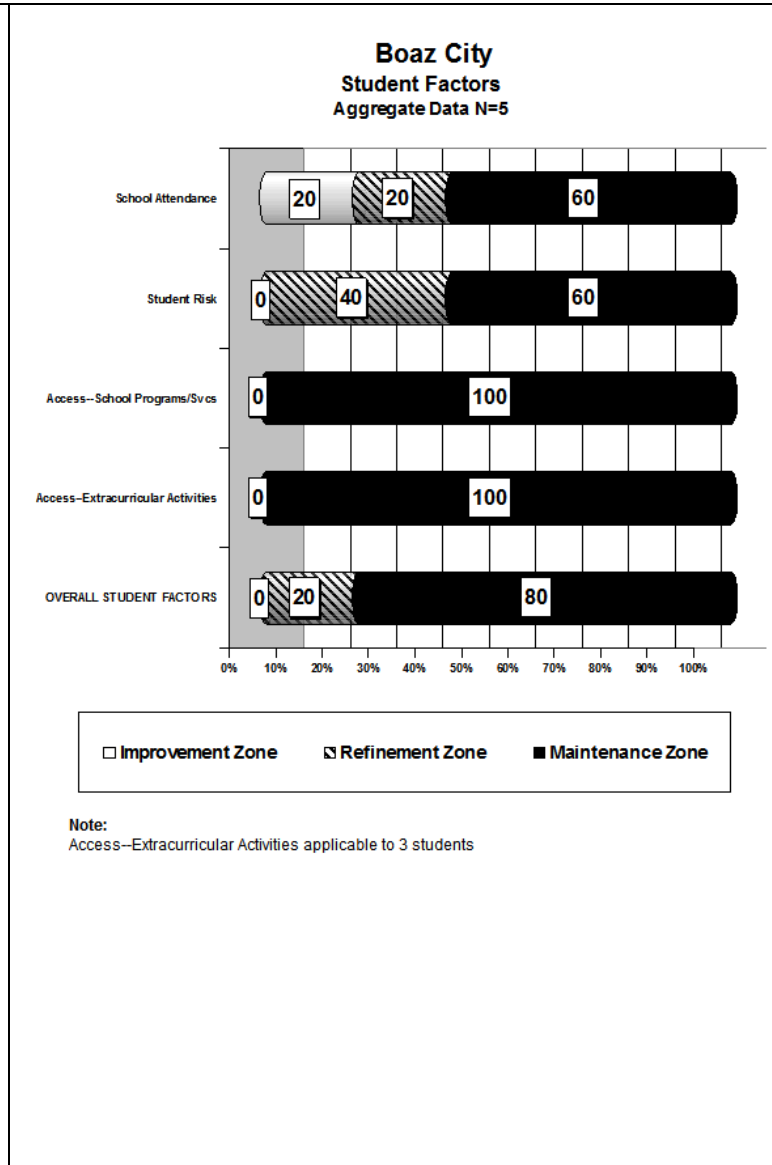 Boaz City
Student Factors
Aggregate Data N=5
School Attendance
20
20
60
Student Risk
0
40
60
Access--School Programs/Svcs
0
100
Access--Extracurricular Activities
0
100
OVERALL STUDENT FACTORS
0
20
80
0% 10% 20% 30% 40% 50% 60% 70% 80% 90% 100%
Improvement Zone Refinement Zone Maintenance Zone
Note:
Access--Extracurricular Activities applicable to 3 students